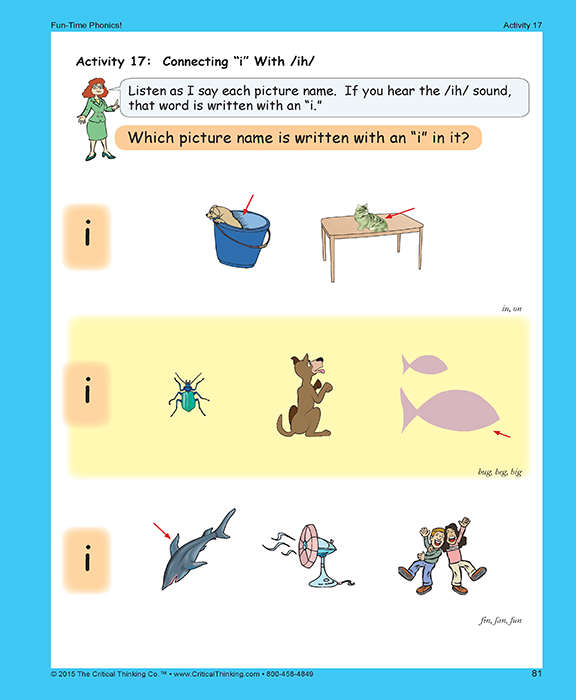 Fun-Time Phonics!
Activity 17
Activity 17: Connecting “i” With /ih/
Listen as I say each picture name. If you hear the /ih/ sound,
that word is written with an “i.”
Which picture name is written with an “i” in it?
i
in, on
i
bug, beg, big
i
fin, fan, fun
© 2015 The Critical Thinking Co.™ • www.CriticalThinking.com • 800-458-4849
81